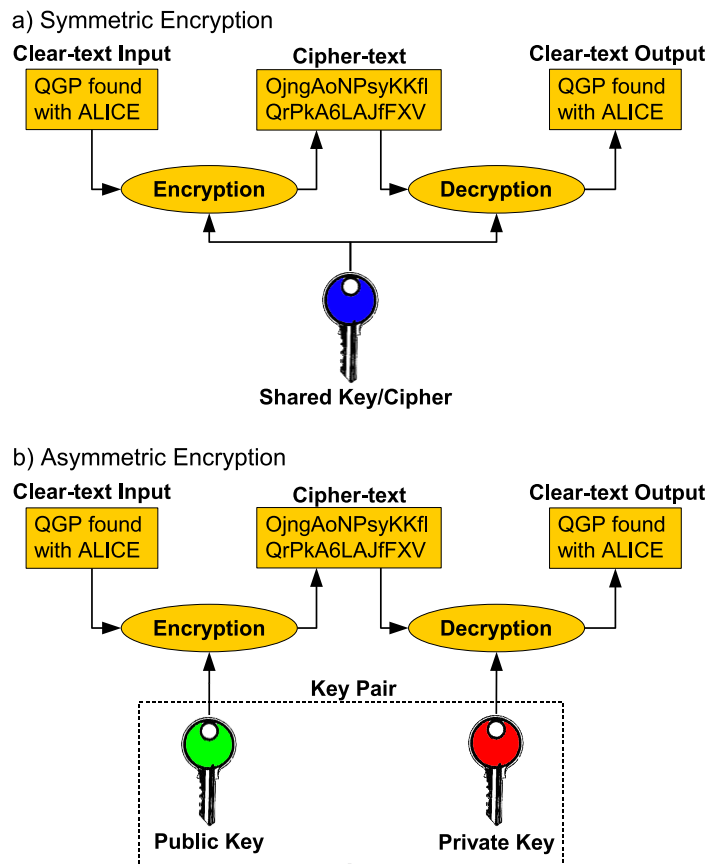 a) Symmetric Encryption
Clear-text Input
Cipher-text
Clear-text Output
QGP found
with ALICE
OjngAoNPsyKKfl
QrPkA6LAJfFXV
QGP found
with ALICE
Encryption
Decryption
Shared Key/Cipher
b) Asymmetric Encryption
Clear-text Input
Cipher-text
Clear-text Output
QGP found
with ALICE
OjngAoNPsyKKfl
QrPkA6LAJfFXV
QGP found
with ALICE
Encryption
Decryption
Key Pair
Public Key
Private Key